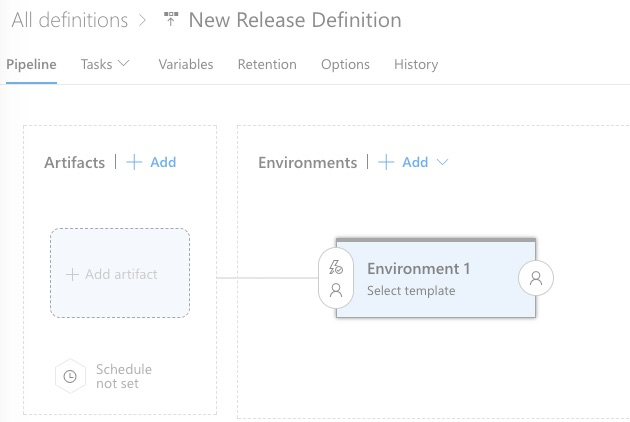 All definitions > New Release Definition
Pipeline Tasks Variables Retention Options History
Artifacts | + Add
Environments | + Add
+ Add artifact
Schedule
not set
Environment 1
Select template